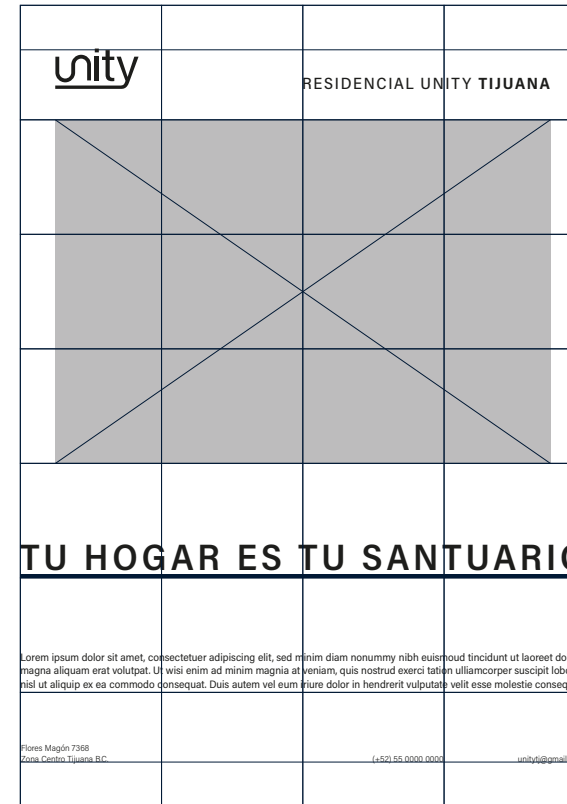 unity
RESIDENCIAL UNITY TIJUANA
TU HOGAR ES TU SANTUARIO
Lorem ipsum dolor sit amet, consectetuer adipiscing elit, sed minim diam nonummy nibh euismod tincidunt ut laoreet do
magna aliquam erat volutpat. Ut wisi enim ad minim magnia at veniam, quis nostrud exerci tation ulliamcorper suscipit lobo
nisl ut aliquip ex ea commodo consequat. Duis autem vel eum iriure dolor in hendrerit vulputate velit esse molestie conseq
Flores Magón 7368
Zona Centro Tijuana B.C.
(+52) 55 0000 0000
unitytj@gmail